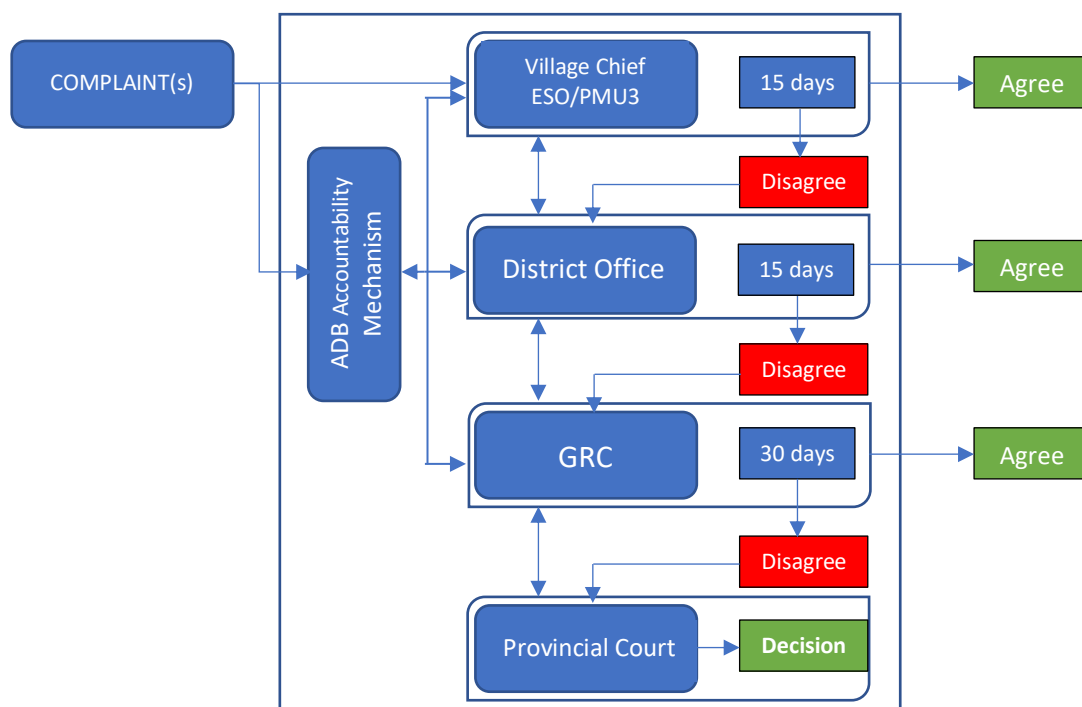 COMPLAINT(s)
Village Chief
ESO/PMU3
15 days
Agree
Disagree
ADB Accountability
Mechanism
District Office
15 days
Agree
Disagree
GRC
30 days
Agree
Disagree
Provincial Court
Decision